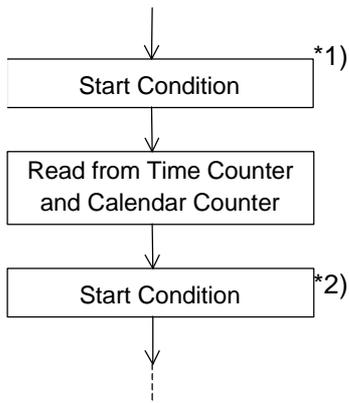 *1)
Start Condition
Read from Time Counter
and Calendar Counter
*2)
Start Condition